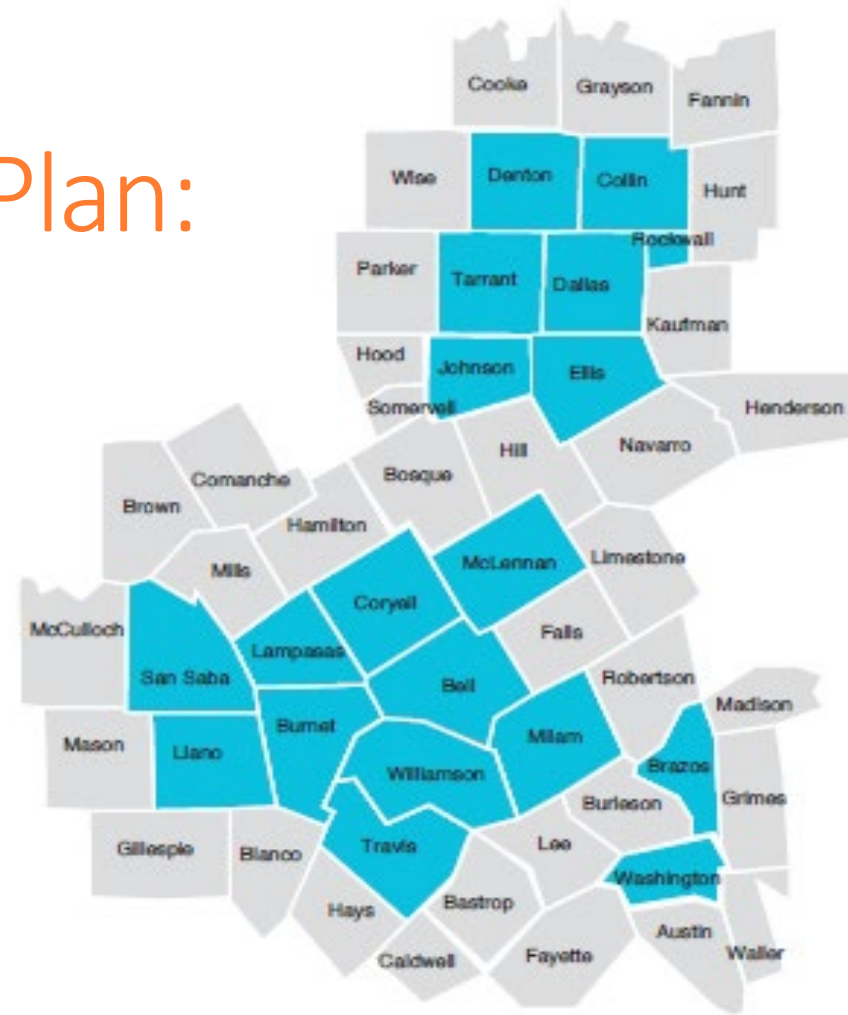 Plan:
Cooke
Grayson
Fannin
Wise
Denton
Collin
Hunt
Rockwall
Parker
Tarrant
Dallas
Kaufman
Hood
Johnson
Ellis
Somervell
Henderson
Hill
Navarro
Bosque
Comanche
Brown
Hamilton
McLennan
Limestone
Mills
Coryell
McCulloch
Falls
Lampasas
San Saba
Bell
Robertson
Madison
Burnet
Mason
Llano
Milam
Williamson
Brazos
Burleson
Grimes
Gillespie
Blanco
Travis
Lee
Washington
Hays
Bastrop
Austin
Caldwell
Fayette
Waller